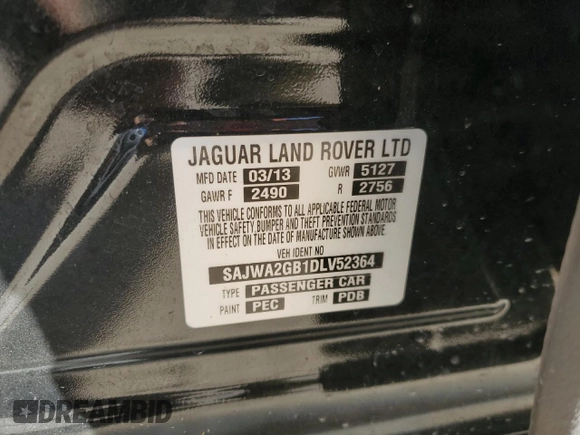 JAGUAR LAND ROVER LTD
MFD DATE 03/13 GVWR 5127
GAWR F 2490 R 2756
THIS VEHICLE CONFORMS TO ALL APPLICABLE FEDERAL MOTOR
VEHICLE SAFETY,BUMPER AND THEFT PREVENTION STANDARDS
IN EFFECT ON THE DATE OF MANUFACTURE SHOWN ABOVE
VEH IDENT NO
SAJWA2GB1DLV52364
TYPE PASSENGER CAR
PAINT PEC TRIM PDB
DREAMBID